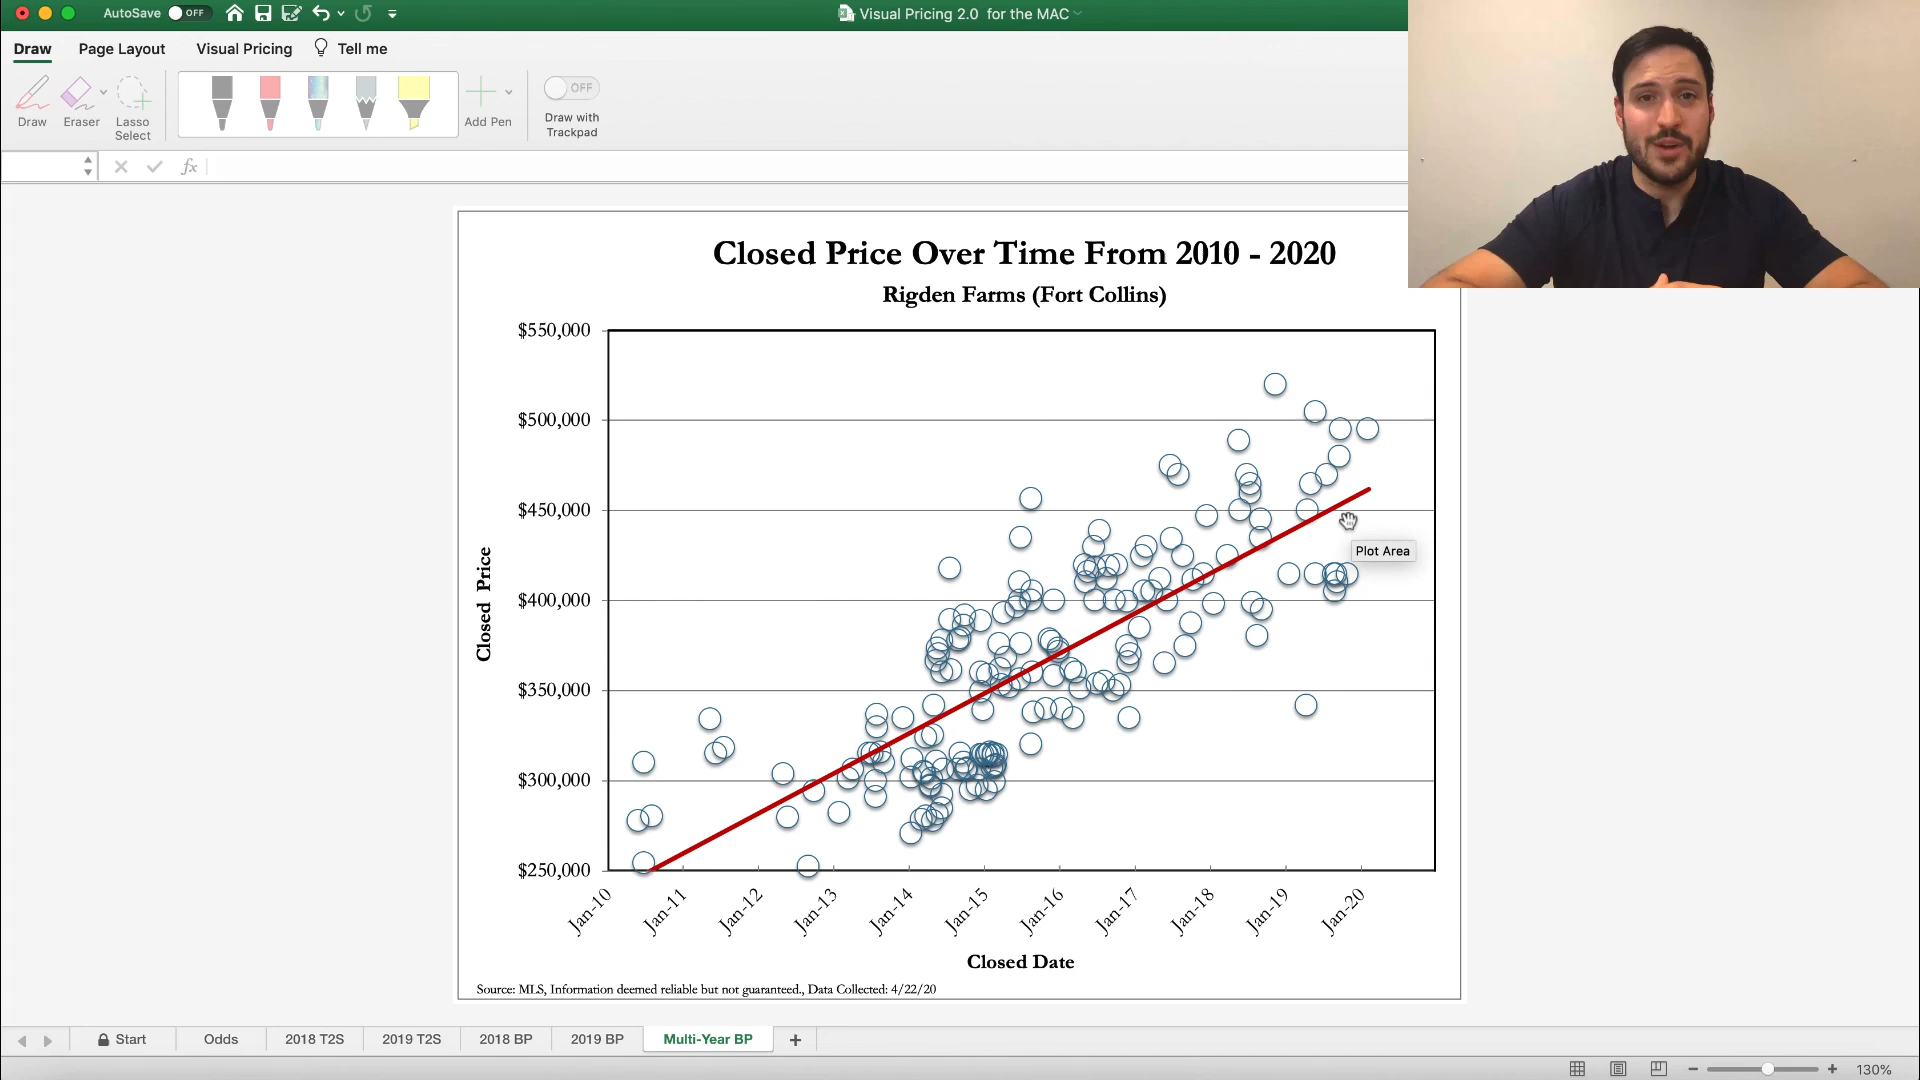 AutoSave OFF
Visual Pricing 2.0 for the MAC
Draw Page Layout Visual Pricing Tell me
Draw
Eraser
Lasso
Select
Add Pen
OFF
Draw with
Trackpad
fx
Closed Price Over Time From 2010 - 2020
Rigden Farms (Fort Collins)
$550,000
$500,000
$450,000
$400,000
$350,000
$300,000
$250,000
Closed Price
Plot Area
Jan-10 Jan-11 Jan-12 Jan-13 Jan-14 Jan-15 Jan-16 Jan-17 Jan-18 Jan-19 Jan-20
Closed Date
Source: MLS, Information deemed reliable but not guaranteed., Data Collected: 4/22/20
Start Odds 2018 T2S 2019 T2S 2018 BP 2019 BP Multi-Year BP +
130%